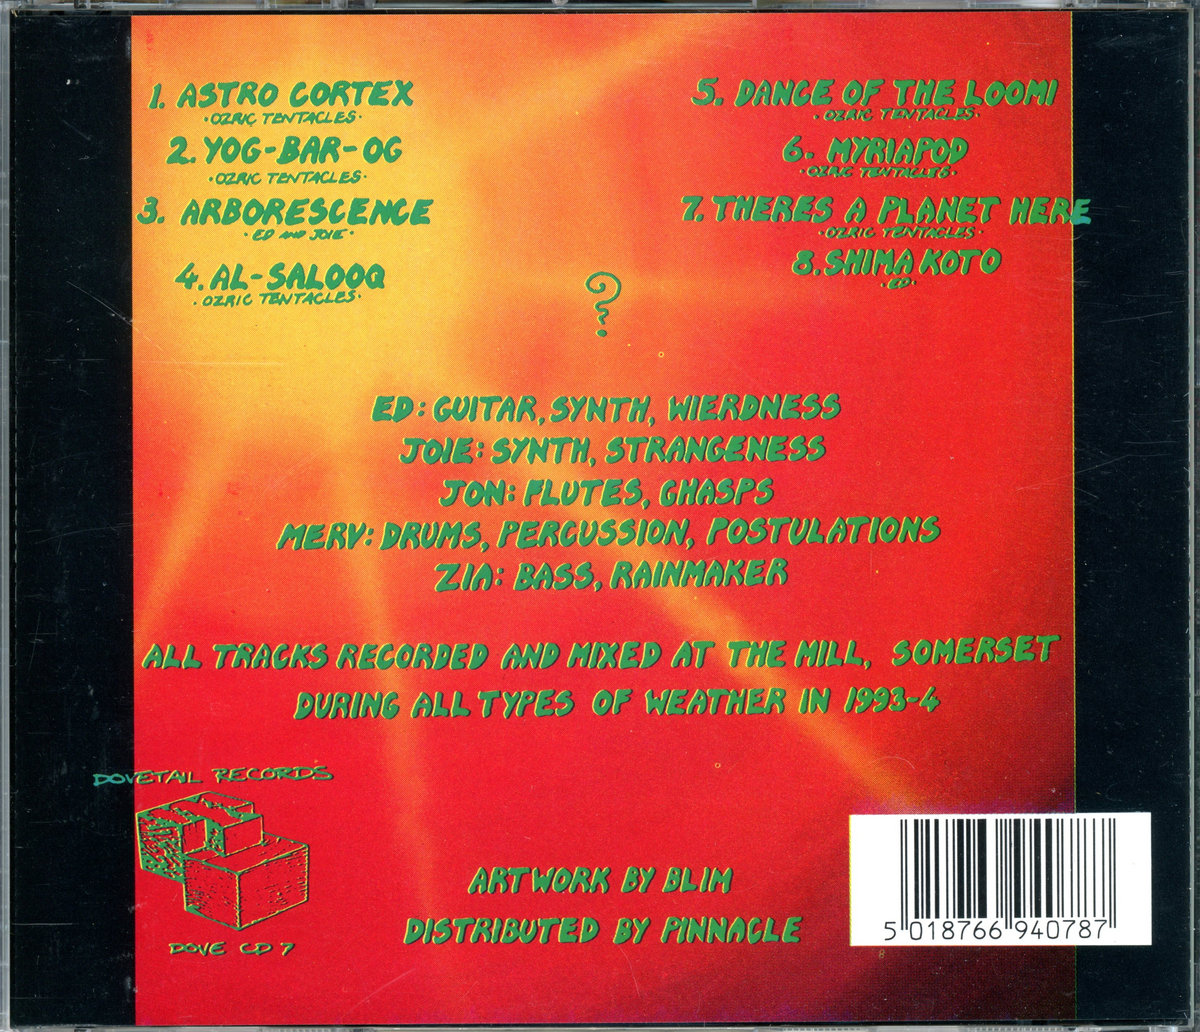 1. ASTRO CORTEX
·OZRIC TENTACLES·
2. YOG-BAR-OG
·OZRIC TENTACLES·
3. ARBORESCENCE
·ED AND JOIE·
4. AL-SALOOQ
·OZRIC TENTACLES·
5. DANCE OF THE LOOMI
·OZRIC TENTACLES·
6. MYRIAPOD
·OZRIC TENTACLES·
7. THERES A PLANET HERE
·OZRIC TENTACLES·
8. SHIMA KOTO
·ED·
?
ED: GUITAR, SYNTH, WIERDNESS
JOIE: SYNTH, STRANGENESS
JON: FLUTES, GHASPS
MERV: DRUMS, PERCUSSION, POSTULATIONS
ZIA: BASS, RAINMAKER
ALL TRACKS RECORDED AND MIXED AT THE MILL, SOMERSET
DURING ALL TYPES OF WEATHER IN 1993-4
DOVETAIL RECORDS
DOVE CD 7
ARTWORK BY BLIM
DISTRIBUTED BY PINNACLE
5 018766 940787